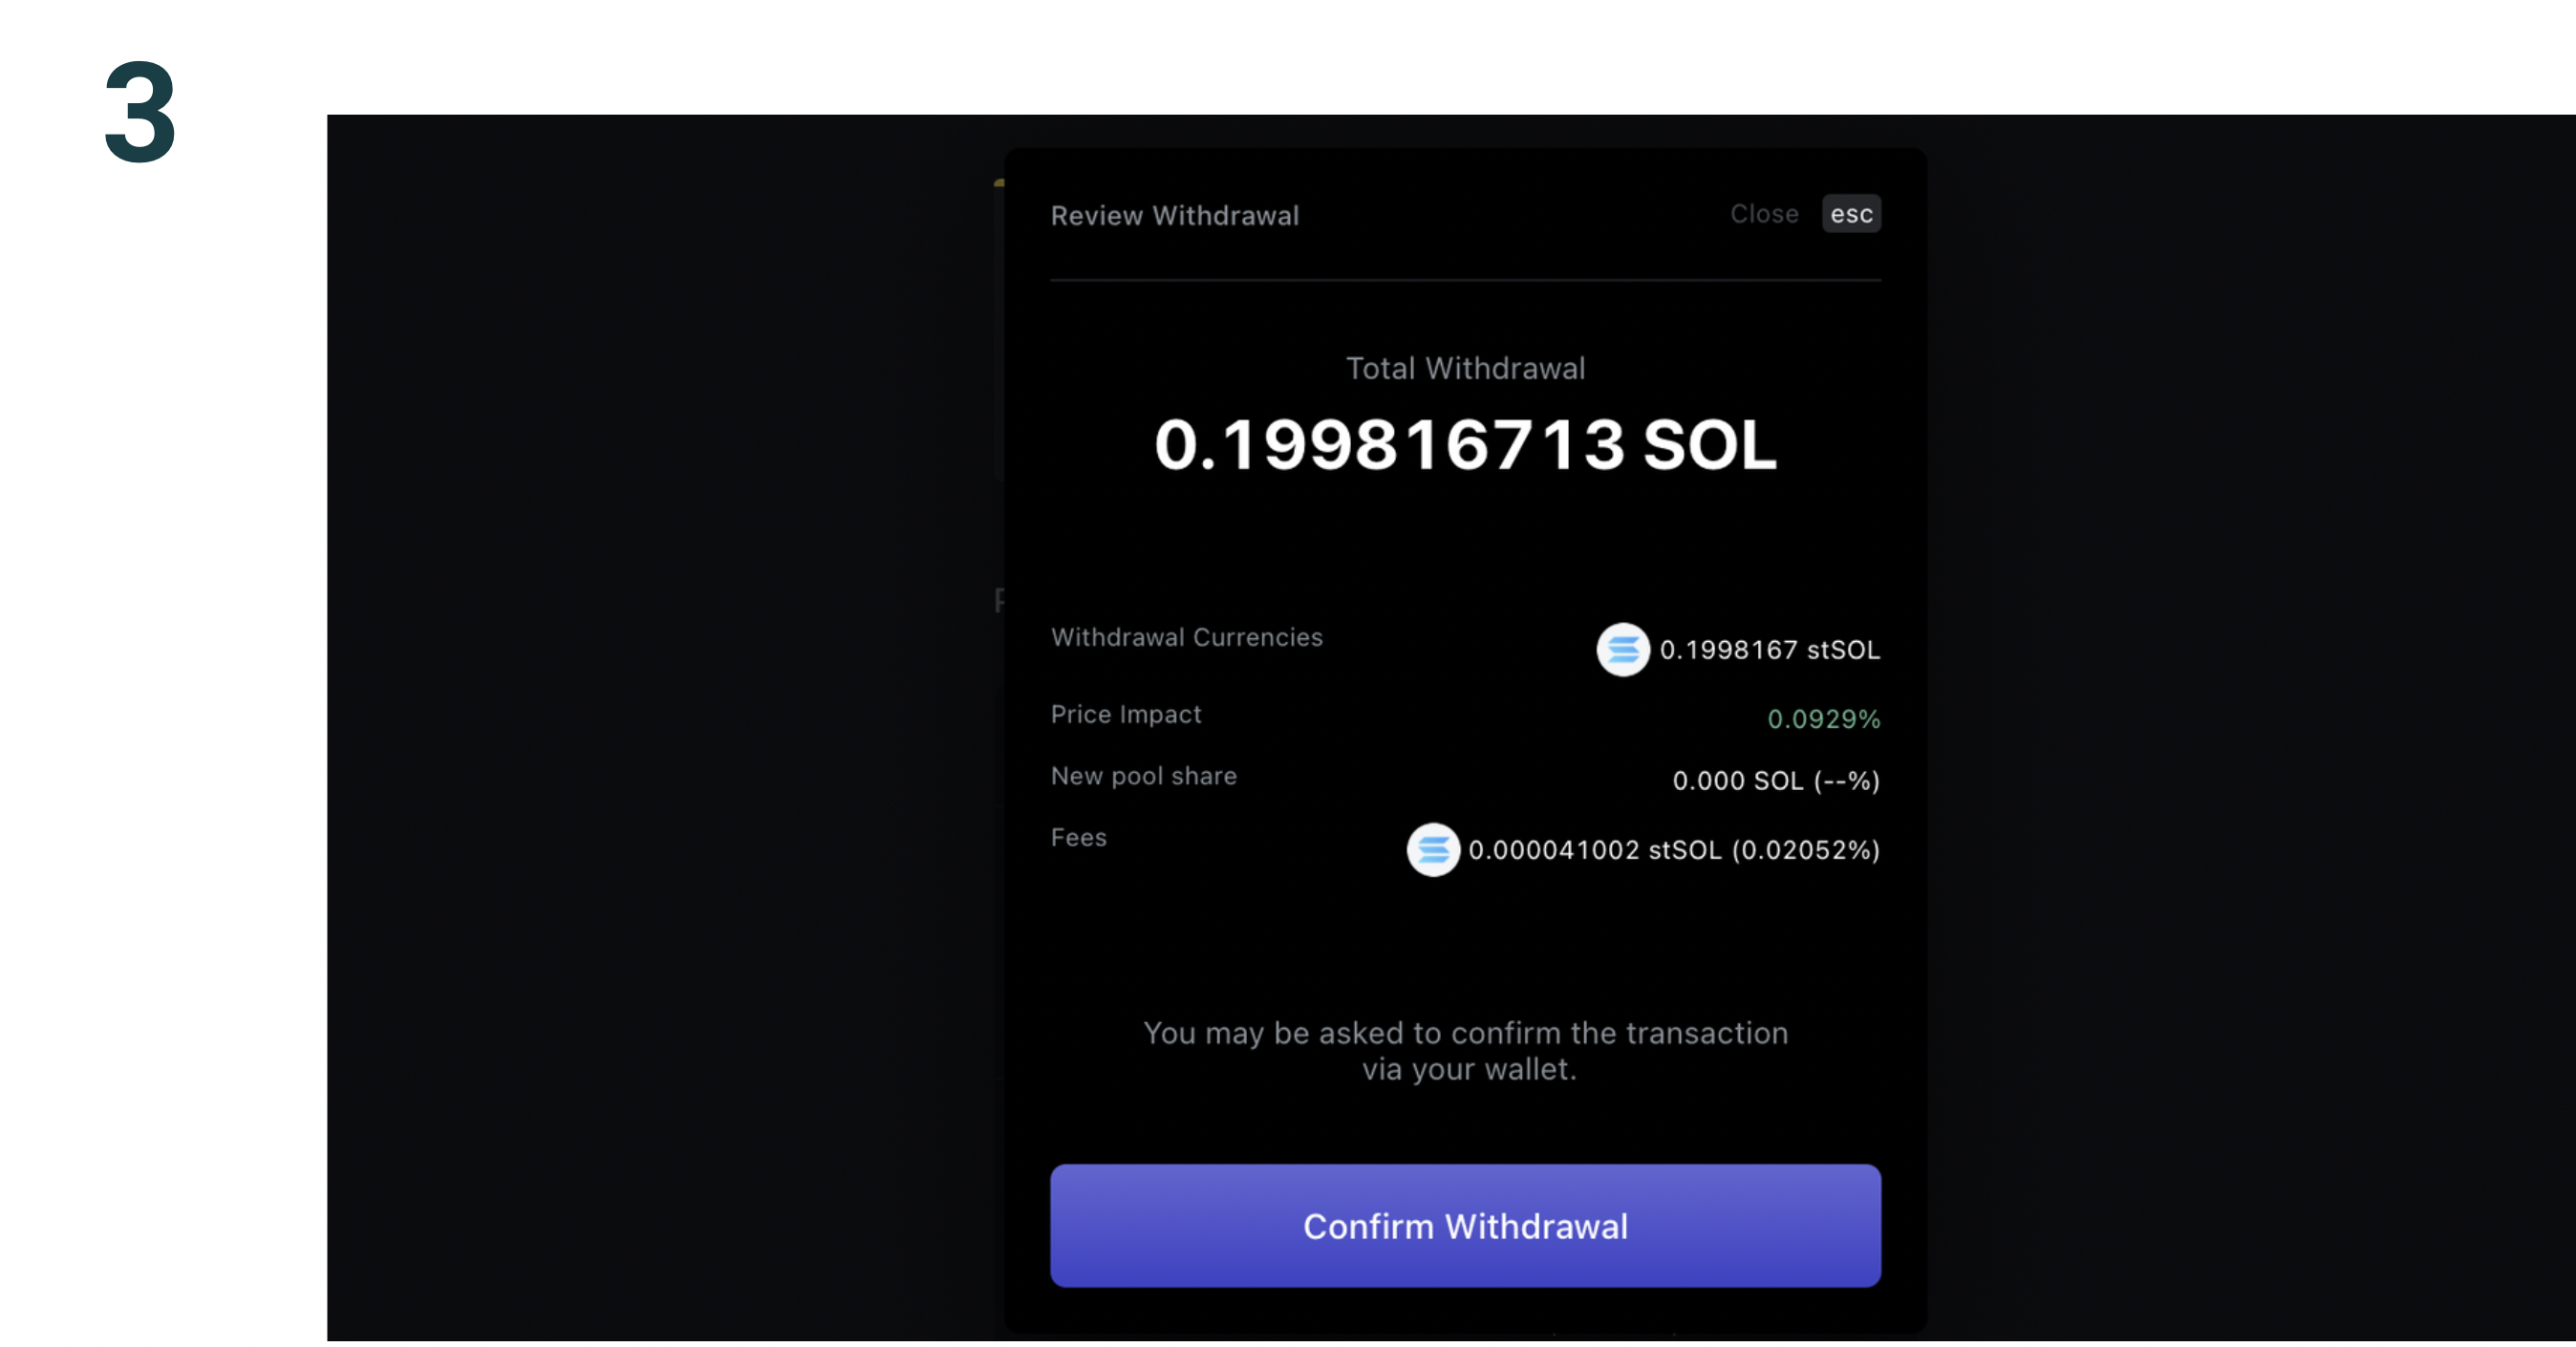 3
Review Withdrawal
Close esc
Total Withdrawal
0.199816713 SOL
Withdrawal Currencies 0.1998167 stSOL
Price Impact 0.0929%
New pool share 0.000 SOL (--%)
Fees 0.000041002 stSOL (0.02052%)
You may be asked to confirm the transaction
via your wallet.
Confirm Withdrawal